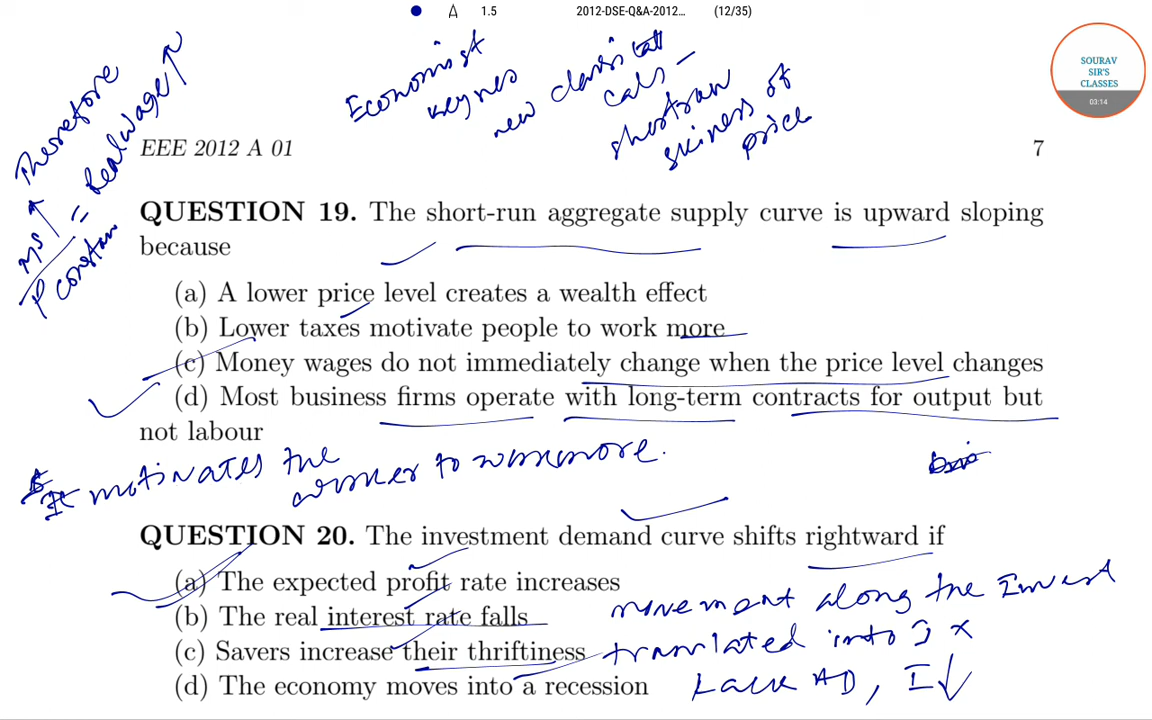 1.5 2012-DSE-Q&A-2012... (12/35)
SOURAV
SIR'S
CLASSES
03:14
Economist
keynes
new classical
shortrun
of
price
Therefore
MS ↑ = Real wage ↑
P constan
EEE 2012 A 01 7
QUESTION 19. The short-run aggregate supply curve is upward sloping
because
(a) A lower price level creates a wealth effect
(b) Lower taxes motivate people to work more
(c) Money wages do not immediately change when the price level changes
(d) Most business firms operate with long-term contracts for output but
not labour
It motivates the
worker to workmore.
QUESTION 20. The investment demand curve shifts rightward if
(a) The expected profit rate increases
(b) The real interest rate falls
(c) Savers increase their thriftiness
(d) The economy moves into a recession
movement along the Invest
translated into I ×
Lack AD, I↓